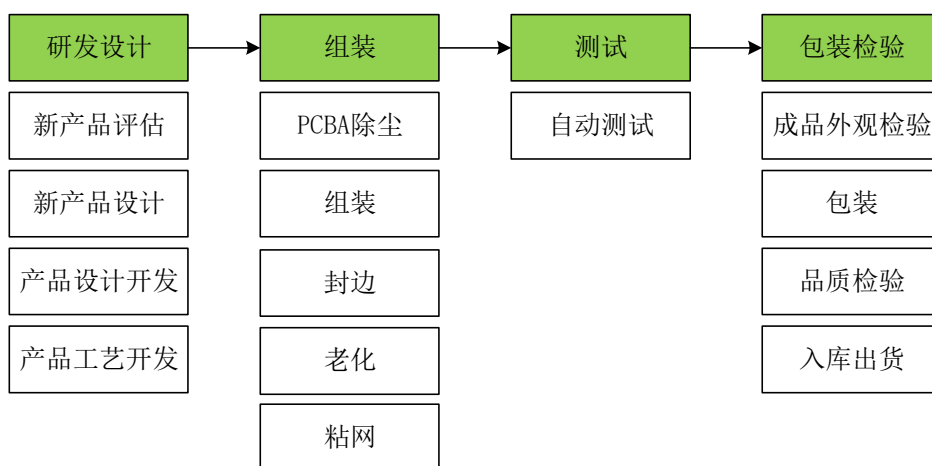 研发设计
组装
测试
包装检验
新产品评估
PCBA除尘
自动测试
成品外观检验
新产品设计
组装
包装
产品设计开发
封边
品质检验
产品工艺开发
老化
入库出货
粘网